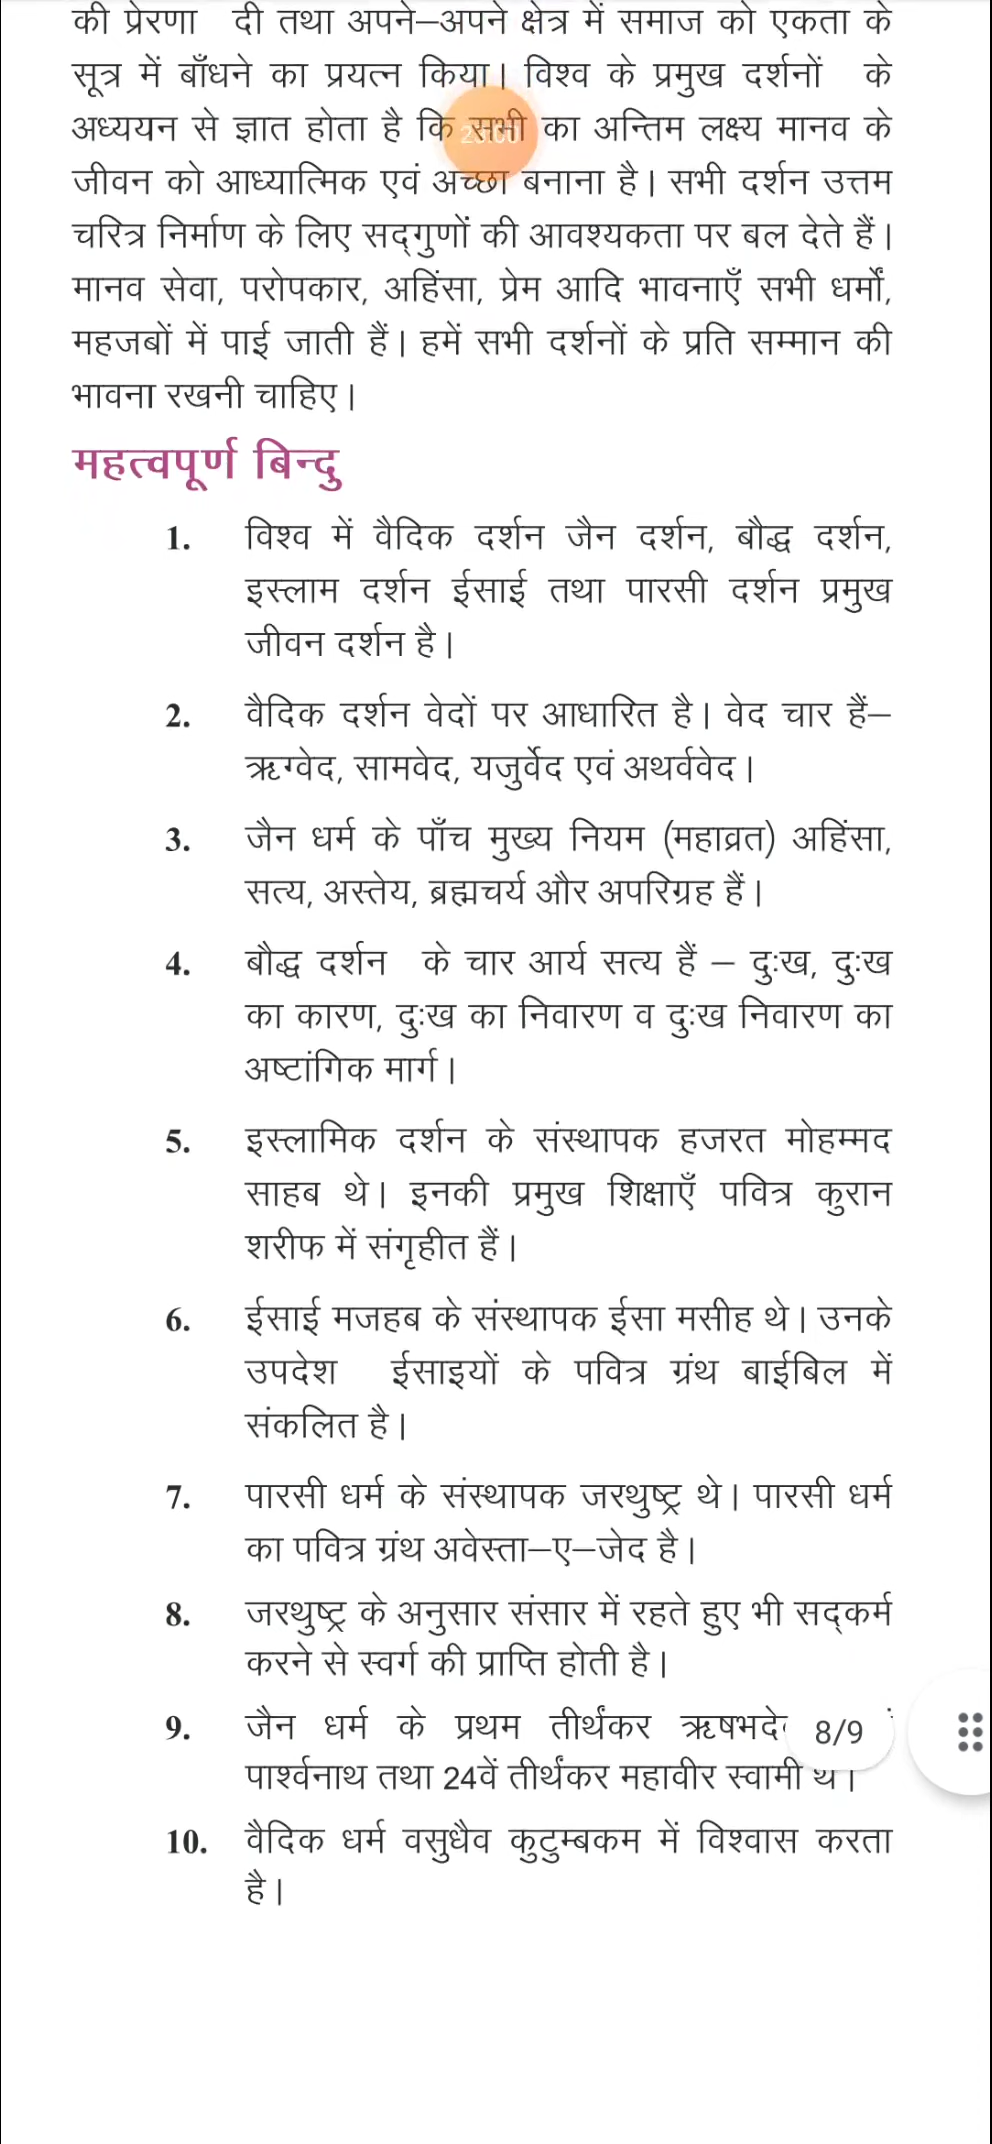 की प्रेरणा दी तथा अपने–अपने क्षेत्र में समाज को एकता के
सूत्र में बाँधने का प्रयत्न किया। विश्व के प्रमुख दर्शनों के
अध्ययन से ज्ञात होता है कि सभी का अन्तिम लक्ष्य मानव के
जीवन को आध्यात्मिक एवं अच्छा बनाना है। सभी दर्शन उत्तम
चरित्र निर्माण के लिए सद्गुणों की आवश्यकता पर बल देते हैं।
मानव सेवा, परोपकार, अहिंसा, प्रेम आदि भावनाएँ सभी धर्मों,
महजबों में पाई जाती हैं। हमें सभी दर्शनों के प्रति सम्मान की
भावना रखनी चाहिए।
महत्वपूर्ण बिन्दु
1. विश्व में वैदिक दर्शन जैन दर्शन, बौद्ध दर्शन,
इस्लाम दर्शन ईसाई तथा पारसी दर्शन प्रमुख
जीवन दर्शन है।
2. वैदिक दर्शन वेदों पर आधारित है। वेद चार हैं–
ऋग्वेद, सामवेद, यजुर्वेद एवं अथर्ववेद।
3. जैन धर्म के पाँच मुख्य नियम (महाव्रत) अहिंसा,
सत्य, अस्तेय, ब्रह्मचर्य और अपरिग्रह हैं।
4. बौद्ध दर्शन के चार आर्य सत्य हैं – दुःख, दुःख
का कारण, दुःख का निवारण व दुःख निवारण का
अष्टांगिक मार्ग।
5. इस्लामिक दर्शन के संस्थापक हजरत मोहम्मद
साहब थे। इनकी प्रमुख शिक्षाएँ पवित्र कुरान
शरीफ में संगृहीत हैं।
6. ईसाई मजहब के संस्थापक ईसा मसीह थे। उनके
उपदेश ईसाइयों के पवित्र ग्रंथ बाईबिल में
संकलित है।
7. पारसी धर्म के संस्थापक जरथुष्ट्र थे। पारसी धर्म
का पवित्र ग्रंथ अवेस्ता–ए–जेद है।
8. जरथुष्ट्र के अनुसार संसार में रहते हुए भी सद्कर्म
करने से स्वर्ग की प्राप्ति होती है।
9. जैन धर्म के प्रथम तीर्थंकर 8/9
पार्श्वनाथ तथा 24वें तीर्थंकर महावीर स्वामी थे।
10. वैदिक धर्म वसुधैव कुटुम्बकम में विश्वास करता
है।